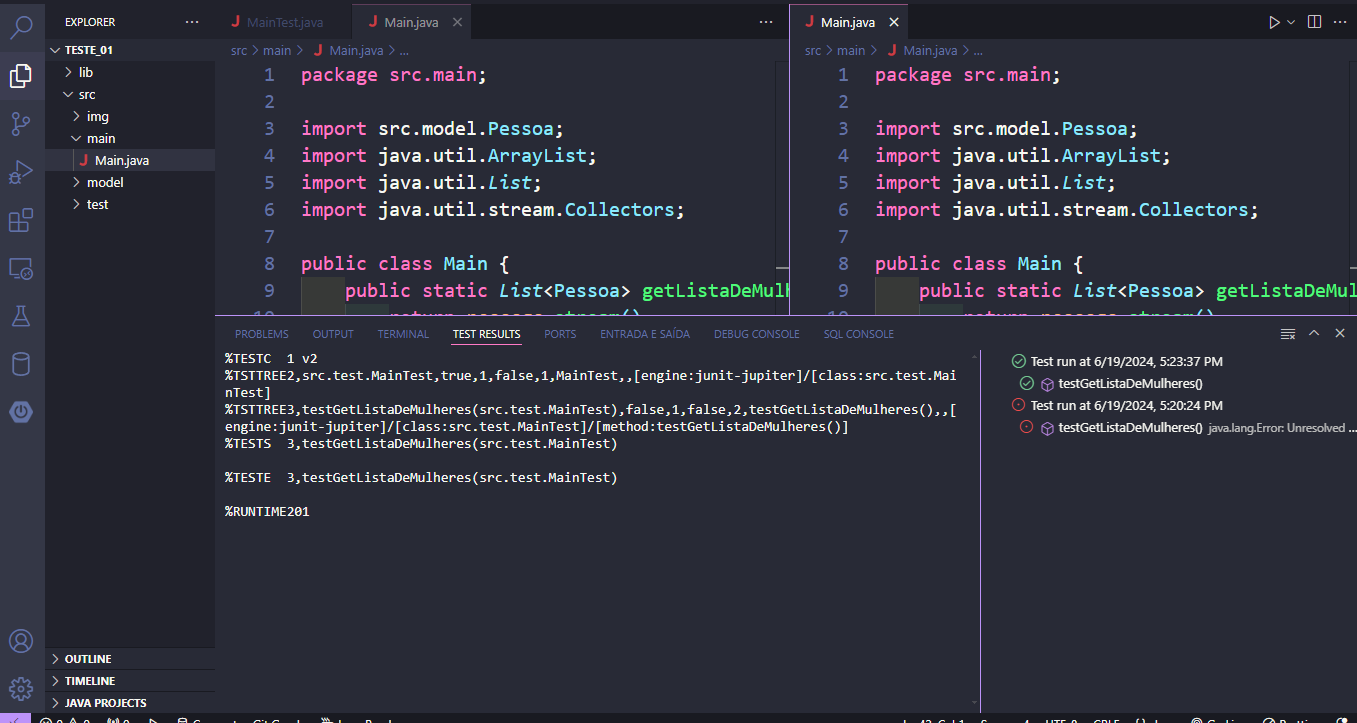 EXPLORER ...
TESTE_01
lib
src
img
main
J Main.java
model
test
OUTLINE
TIMELINE
JAVA PROJECTS
J MainTest.java
J Main.java
...
src > main > J Main.java > ...
1 package src.main;
2
3 import src.model.Pessoa;
4 import java.util.ArrayList;
5 import java.util.List;
6 import java.util.stream.Collectors;
7
8 public class Main {
9 public static List<Pessoa> getListaDeMulh
J Main.java
...
src > main > J Main.java > ...
1 package src.main;
2
3 import src.model.Pessoa;
4 import java.util.ArrayList;
5 import java.util.List;
6 import java.util.stream.Collectors;
7
8 public class Main {
9 public static List<Pessoa> getListaDeMul
PROBLEMS OUTPUT TERMINAL TEST RESULTS PORTS ENTRADA E SAÍDA DEBUG CONSOLE SQL CONSOLE
%TESTC 1 v2
%TSTTREE2,src.test.MainTest,true,1,false,1,MainTest,,[engine:junit-jupiter]/[class:src.test.Mai
nTest]
%TSTTREE3,testGetListaDeMulheres(src.test.MainTest),false,1,false,2,testGetListaDeMulheres(),,[
engine:junit-jupiter]/[class:src.test.MainTest]/[method:testGetListaDeMulheres()]
%TESTS 3,testGetListaDeMulheres(src.test.MainTest)
%TESTE 3,testGetListaDeMulheres(src.test.MainTest)
%RUNTIME201
Test run at 6/19/2024, 5:23:37 PM
testGetListaDeMulheres()
Test run at 6/19/2024, 5:20:24 PM
testGetListaDeMulheres() java.lang.Error: Unresolved ...